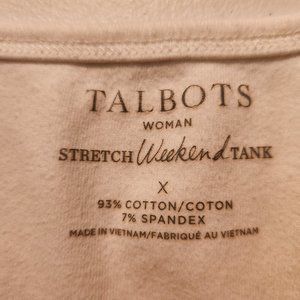 TALBOTS
WOMAN
STRETCH Weekend TANK
X
93% COTTON/COTON
7% SPANDEX
MADE IN VIETNAM/FABRIQUÉ AU VIETNAM